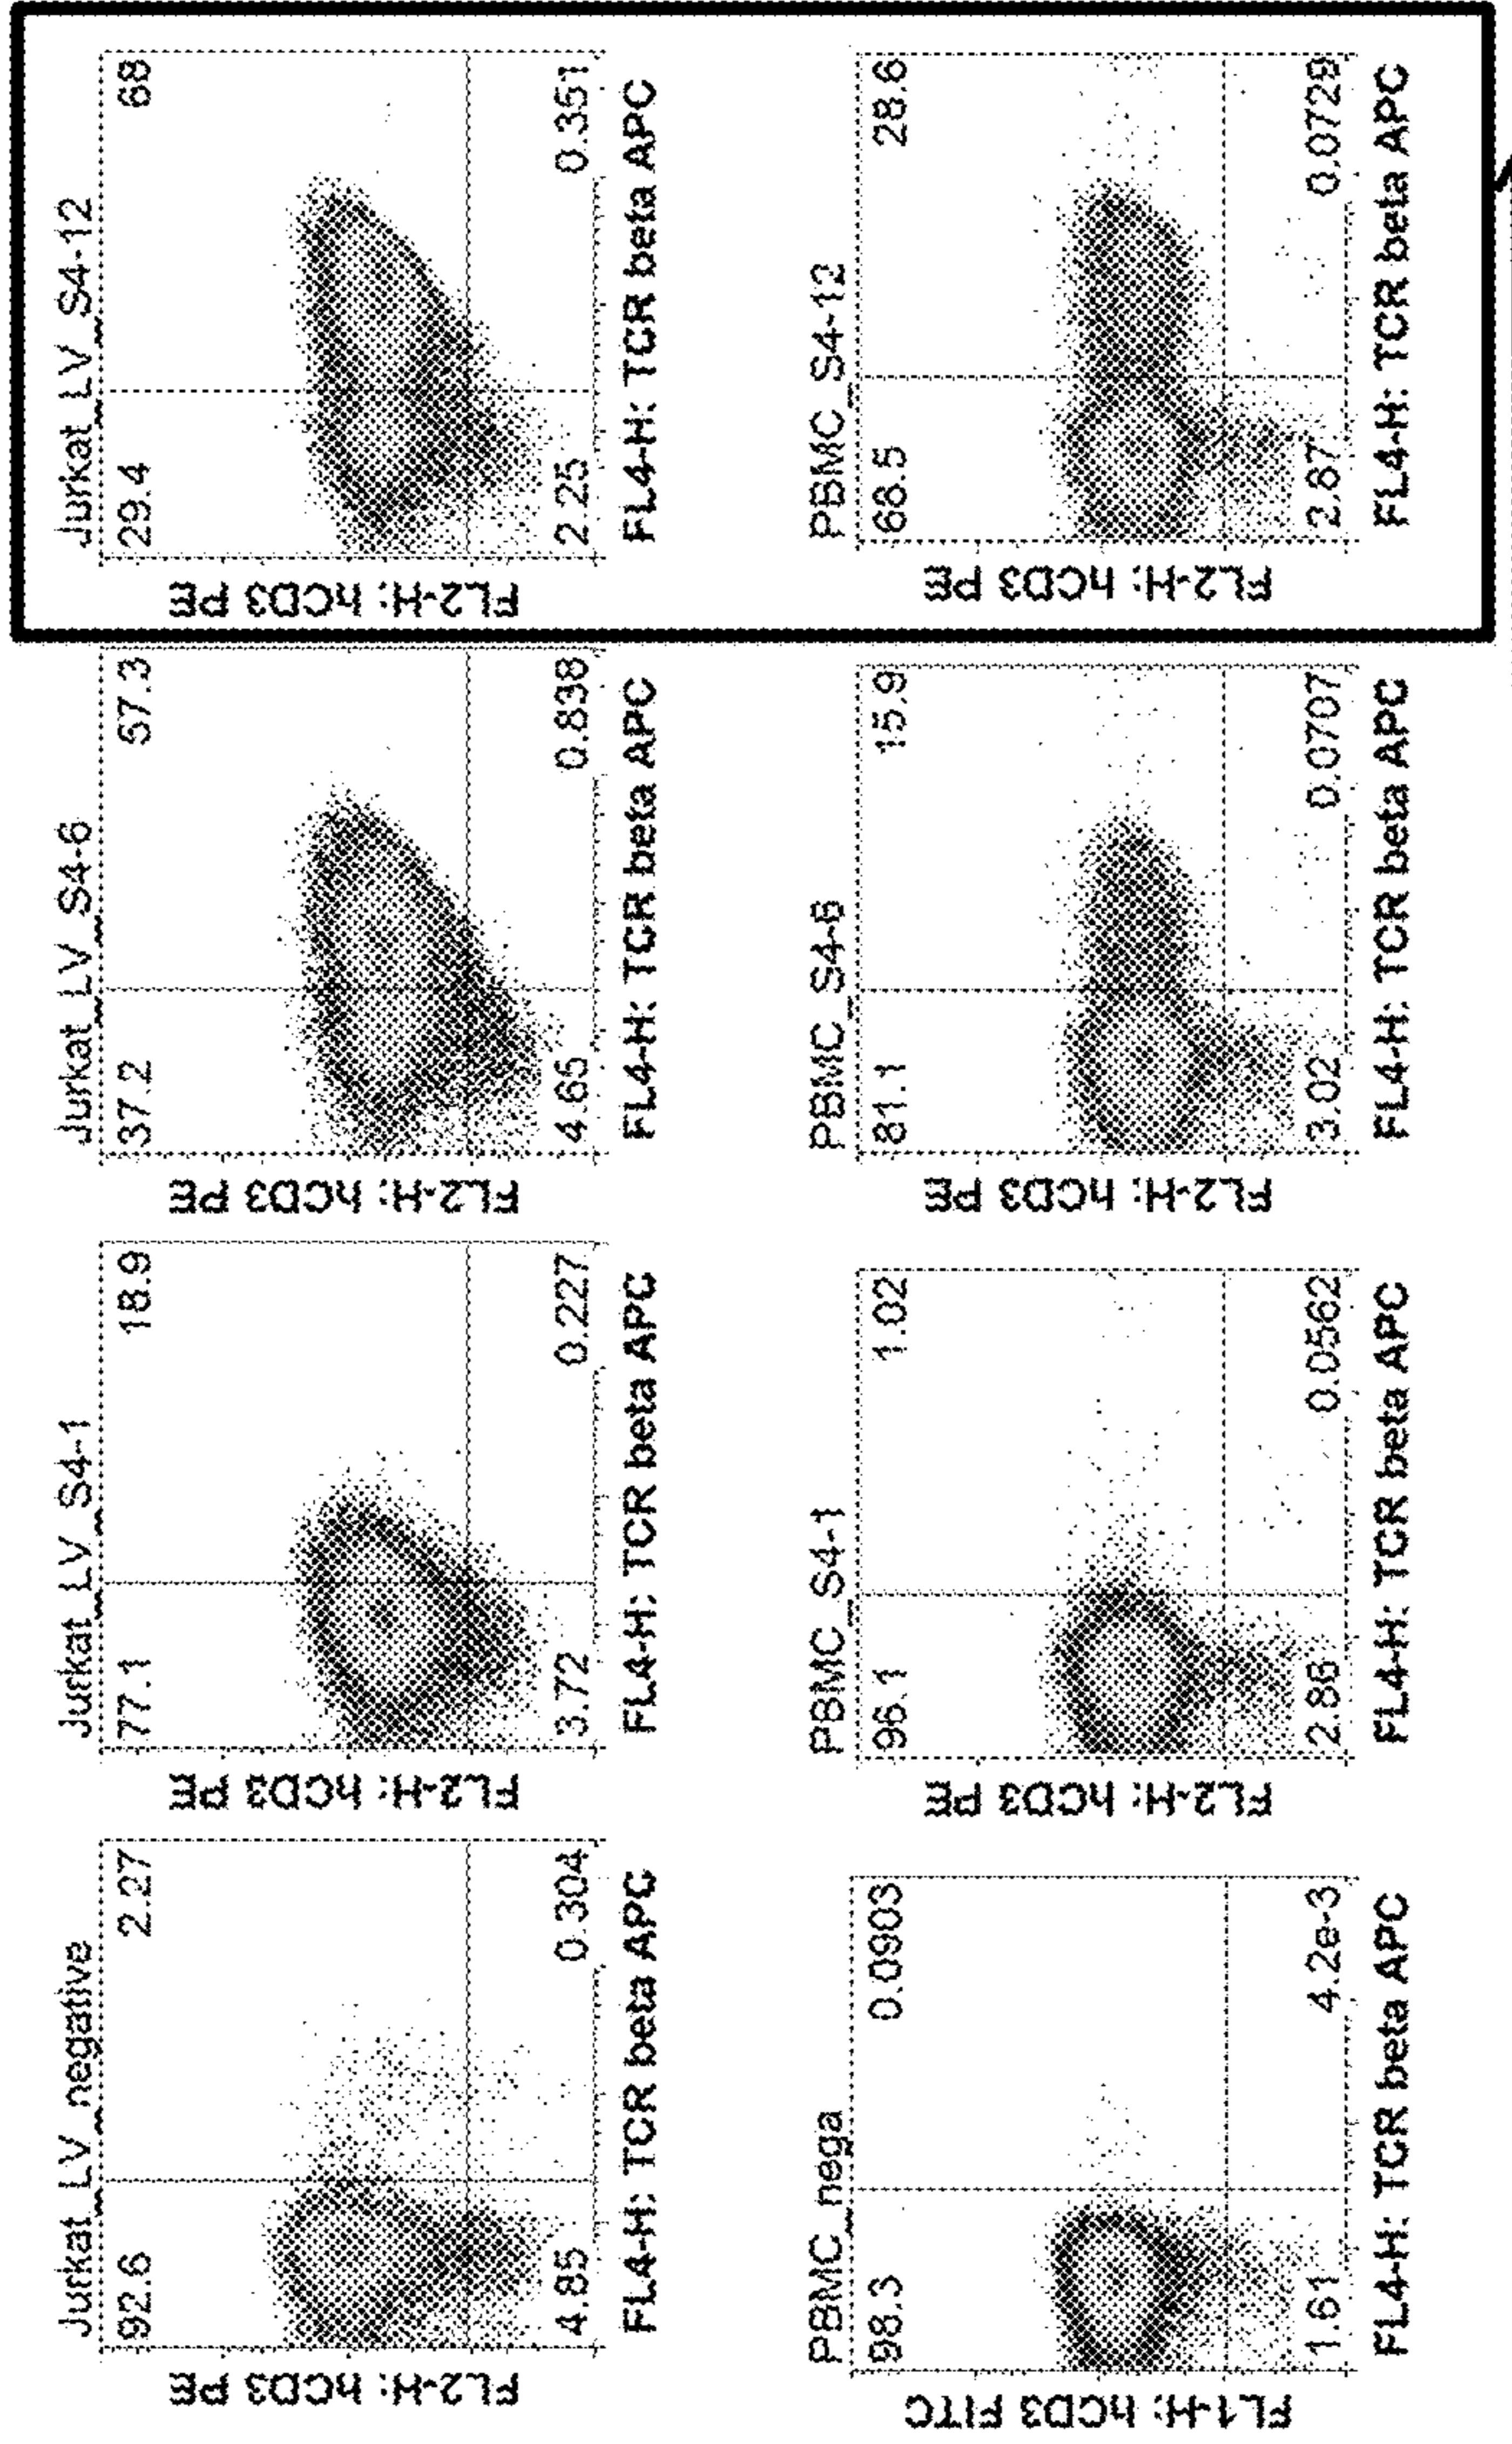 Jurkat_LV_negative
92.6
2.27
4.85
0.304
FL2-H: hCD3 PE
FL4-H: TCR beta APC
Jurkat_LV_S4-1
77.1
18.9
3.72
0.227
FL2-H: hCD3 PE
FL4-H: TCR beta APC
Jurkat_LV_S4-6
37.2
57.3
4.65
0.838
FL2-H: hCD3 PE
FL4-H: TCR beta APC
Jurkat_LV_S4-12
29.4
68
2.25
0.351
FL2-H: hCD3 PE
FL4-H: TCR beta APC
PBMC_nega
98.3
0.0903
1.61
4.2e-3
FL1-H: hCD3 FITC
FL4-H: TCR beta APC
PBMC_S4-1
96.1
1.02
2.86
0.0562
FL2-H: hCD3 PE
FL4-H: TCR beta APC
PBMC_S4-6
81.1
15.9
3.02
0.0707
FL2-H: hCD3 PE
FL4-H: TCR beta APC
PBMC_S4-12
68.5
28.6
2.87
0.0729
FL2-H: hCD3 PE
FL4-H: TCR beta APC